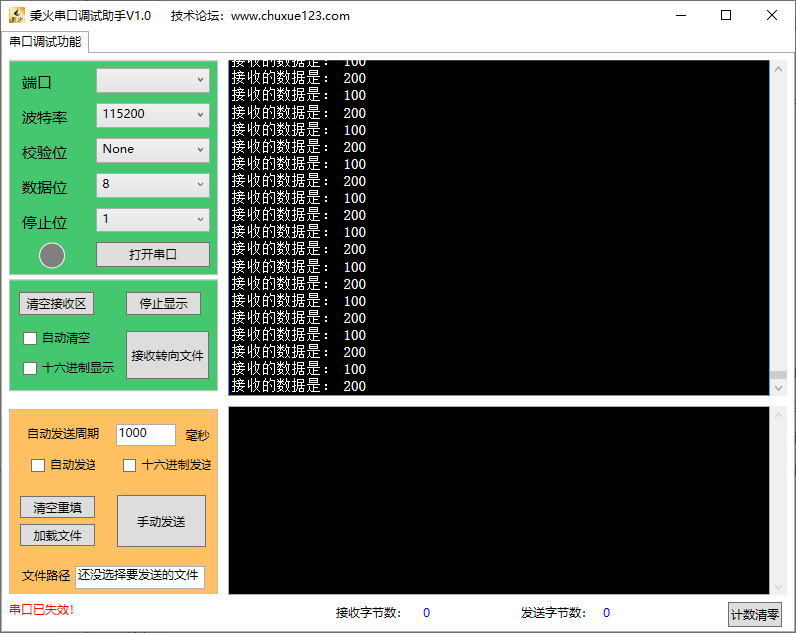 秉火串口调试助手V1.0 技术论坛：www.chuxue123.com
串口调试功能
端口
波特率 115200
校验位 None
数据位 8
停止位 1
打开串口
清空接收区 停止显示
自动清空
十六进制显示
接收转向文件
接收的数据是： 100
接收的数据是： 200
接收的数据是： 100
接收的数据是： 200
接收的数据是： 100
接收的数据是： 200
接收的数据是： 100
接收的数据是： 200
接收的数据是： 100
接收的数据是： 200
接收的数据是： 100
接收的数据是： 200
接收的数据是： 100
接收的数据是： 200
接收的数据是： 100
接收的数据是： 200
接收的数据是： 100
接收的数据是： 200
接收的数据是： 100
接收的数据是： 200
自动发送周期 1000 毫秒
自动发送 十六进制发送
清空重填
加载文件
手动发送
文件路径 还没选择要发送的文件
串口已失效！
接收字节数： 0 发送字节数： 0 计数清零